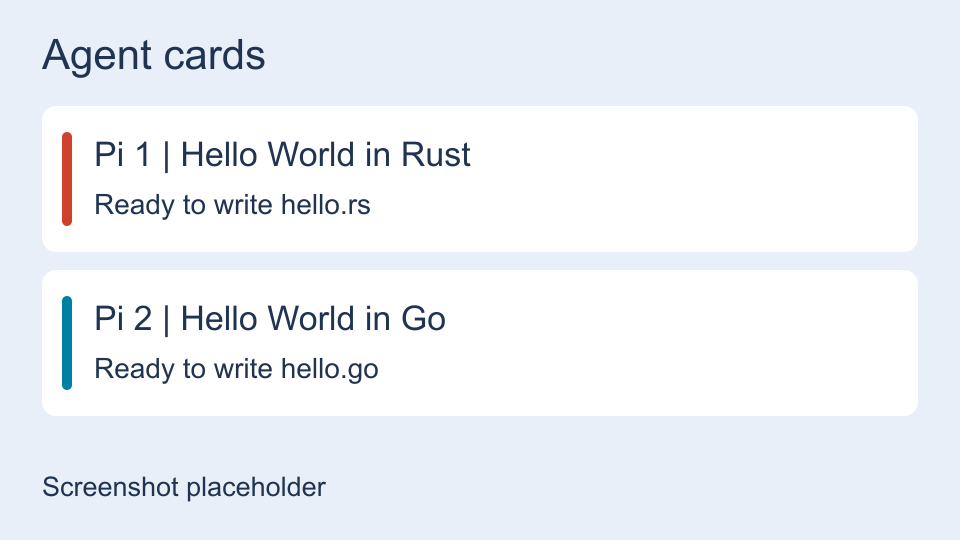 Agent cards
Pi 1 | Hello World in Rust
Ready to write hello.rs
Pi 2 | Hello World in Go
Ready to write hello.go
Screenshot placeholder